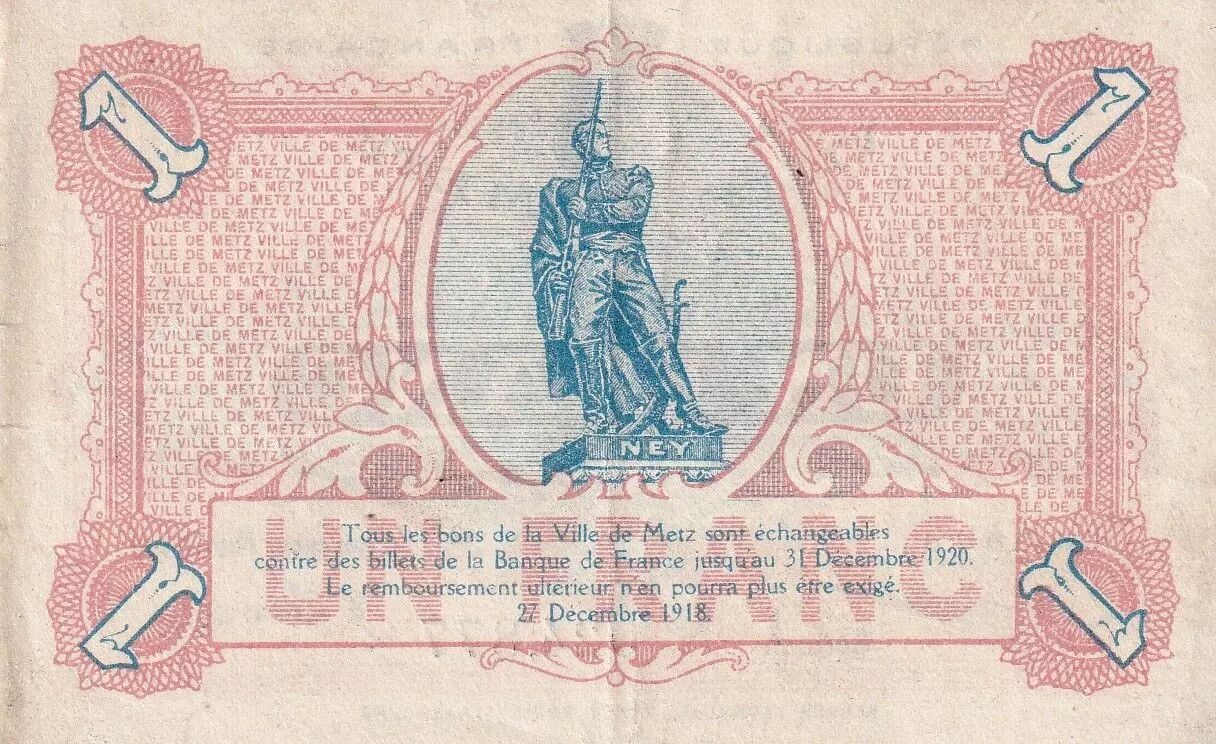 1 1
NEY
UN FRANC
Tous les bons de la Ville de Metz sont échangeables
contre des billets de la Banque de France jusqu'au 31 Décembre 1920.
Le remboursement ultérieur n'en pourra plus être exigé.
27 Décembre 1918.
1 1
VILLE DE METZ VILLE DE METZ